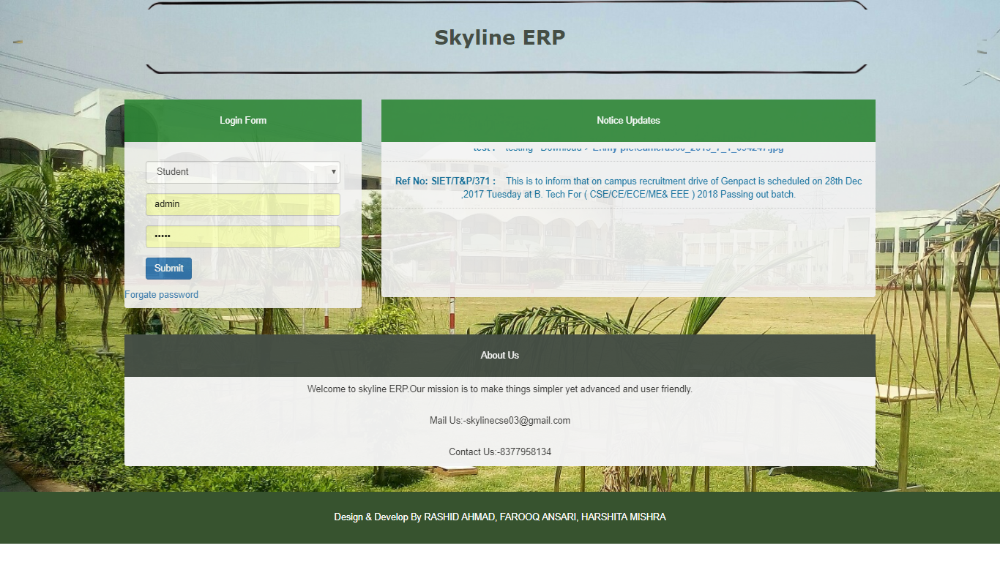 Skyline ERP
Login Form
Student
admin
•••••
Submit
Forgate password
Notice Updates
test :
Ref No: SIET/T&P/371 : This is to inform that on campus recruitment drive of Genpact is scheduled on 28th Dec
,2017 Tuesday at B. Tech For ( CSE/CE/ECE/ME& EEE ) 2018 Passing out batch.
About Us
Welcome to skyline ERP.Our mission is to make things simpler yet advanced and user friendly.
Mail Us:-skylinecse03@gmail.com
Contact Us:-8377958134
Design & Develop By RASHID AHMAD, FAROOQ ANSARI, HARSHITA MISHRA